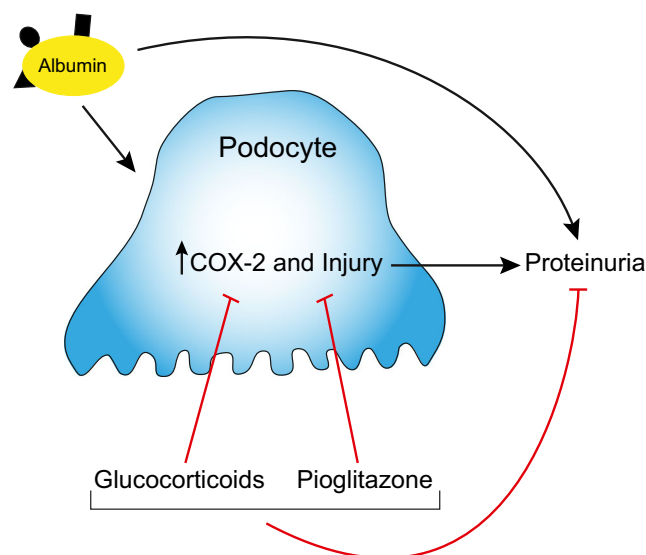 Albumin
Podocyte
COX-2 and Injury
Proteinuria
Glucocorticoids
Pioglitazone